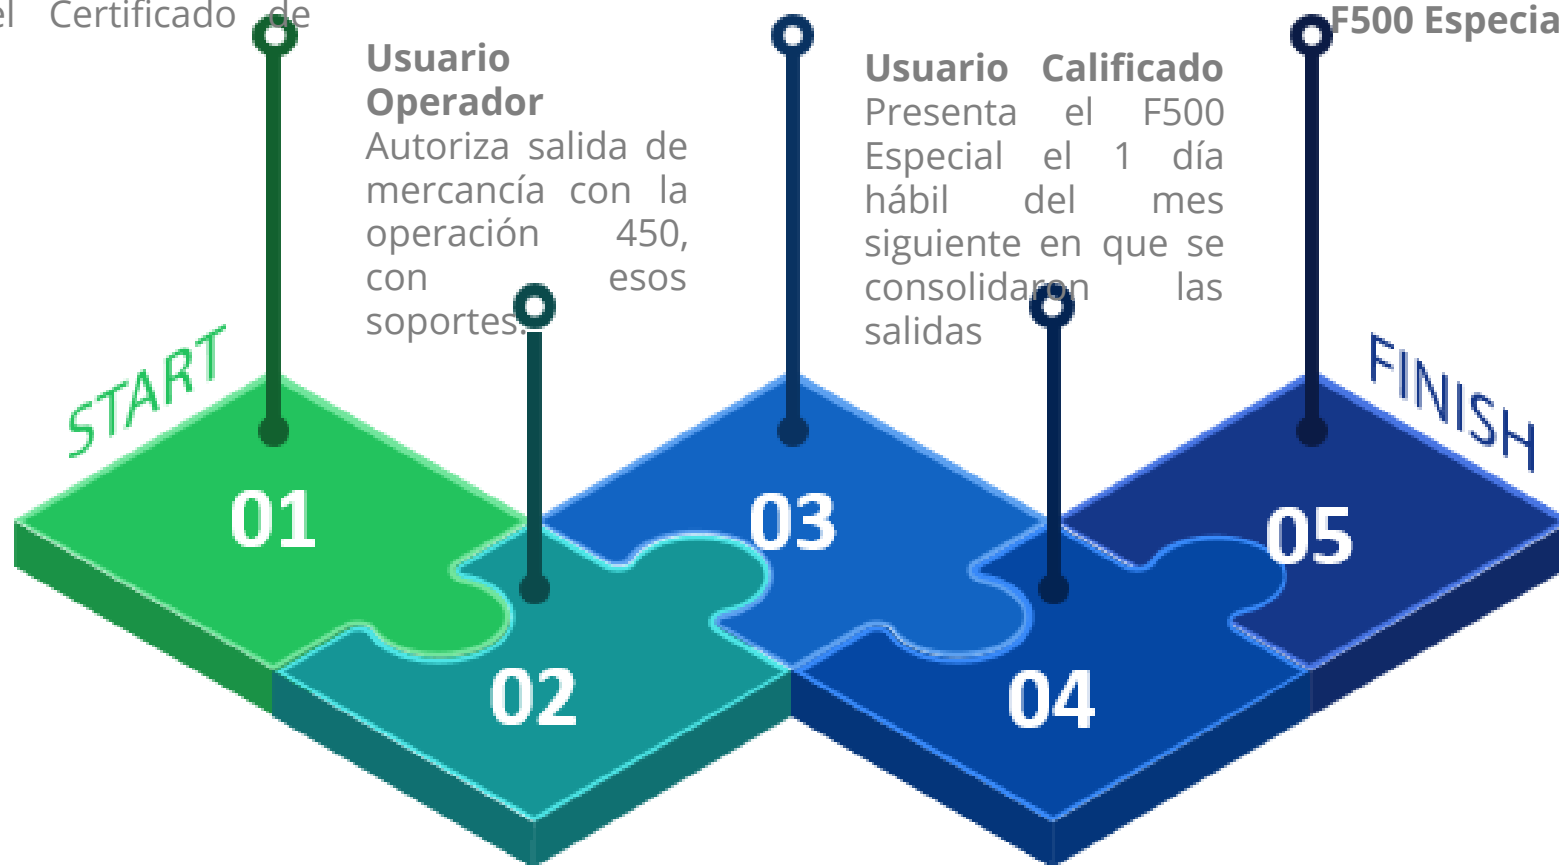 el Certificado de
Usuario
Operador
Autoriza salida de
mercancía con la
operación 450,
con esos
soportes.
Usuario Calificado
Presenta el F500
Especial el 1 día
hábil del mes
siguiente en que se
consolidaron las
salidas
F500 Especia
START
FINISH
01
02
03
04
05